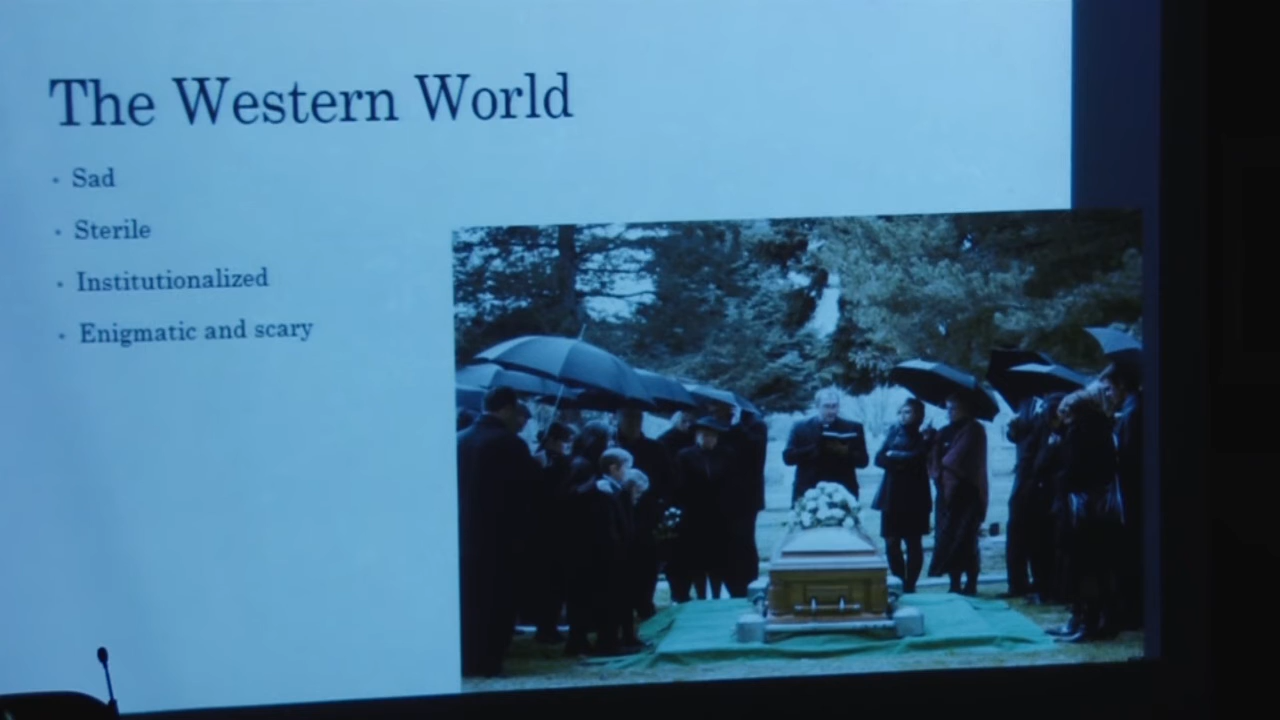 The Western World
• Sad
• Sterile
• Institutionalized
• Enigmatic and scary